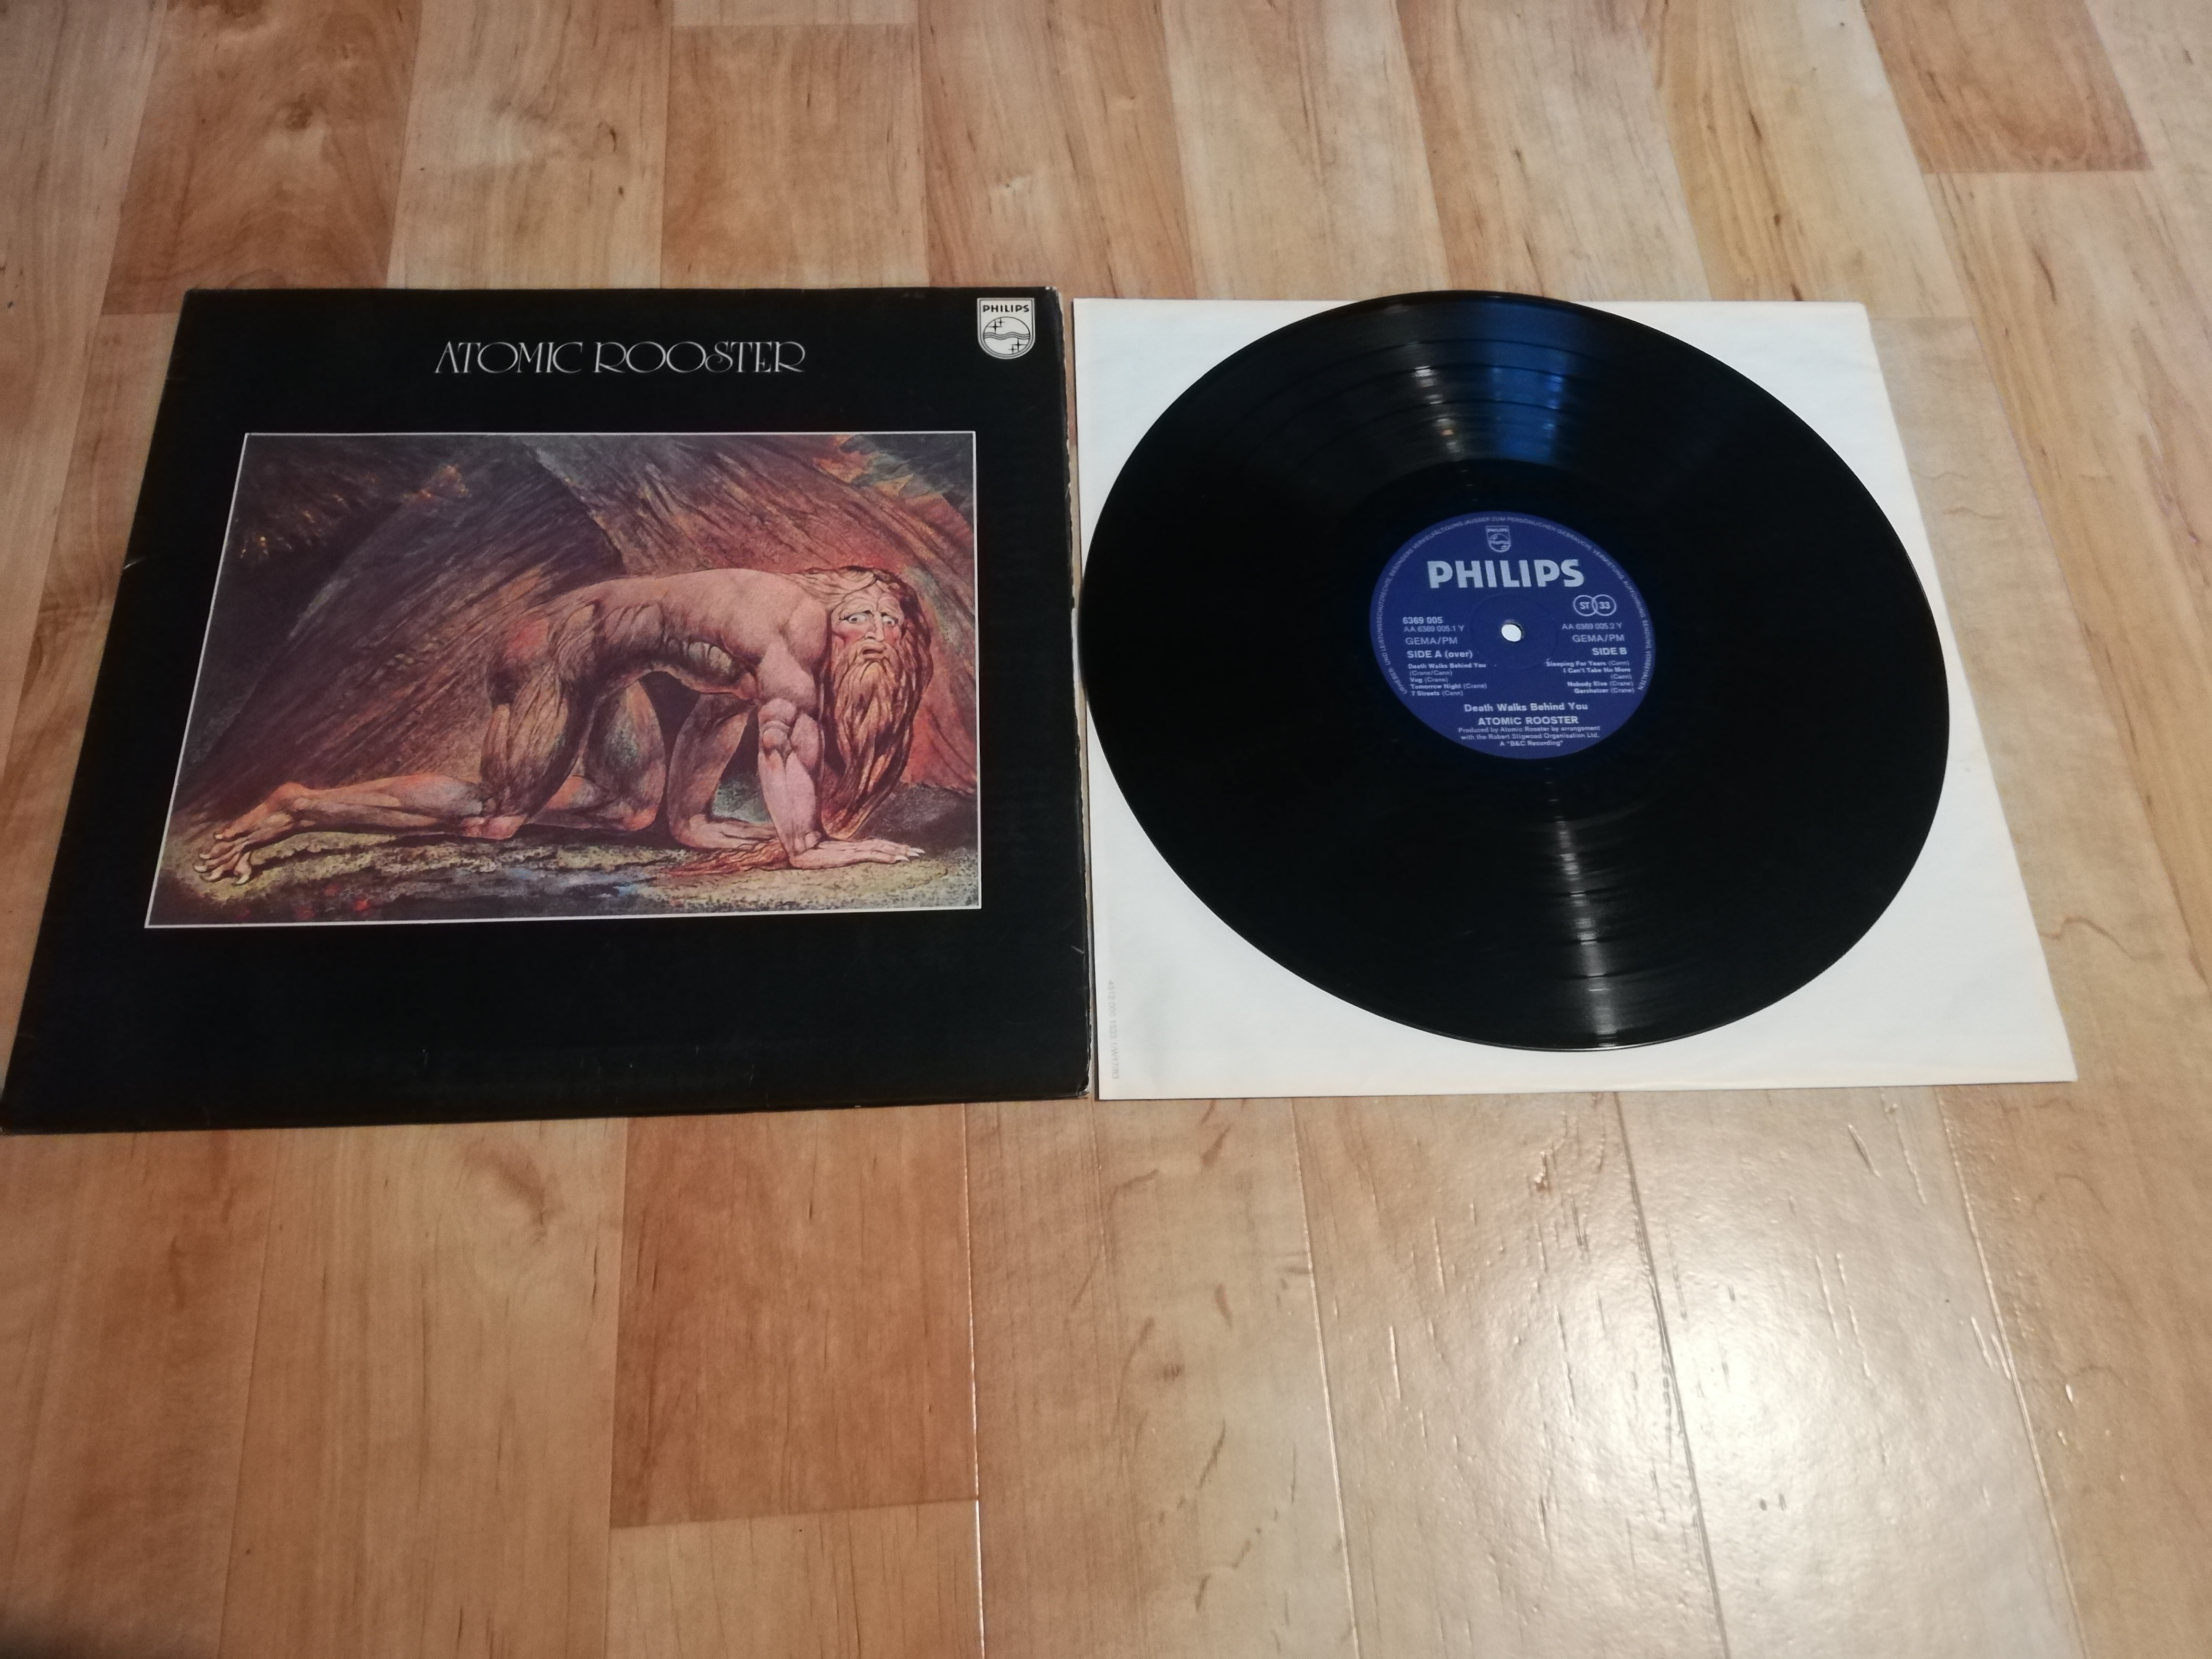 PHILIPS
ATOMIC ROOSTER
PHILIPS
PHILIPS
ST 33
6369 005
AA 6369 005.1 Y
GEMA/PM
SIDE A (over)
Death Walks Behind You
(Crane/Cann)
Vug (Crane)
Tomorrow Night (Crane)
7 Streets (Cann)
AA 6369 005.2 Y
GEMA/PM
SIDE B
Sleeping For Years (Cann)
I Can't Take No More
(Cann)
Nobody Else (Crane)
Gershatzer (Crane)
Death Walks Behind You
ATOMIC ROOSTER
Produced by Atomic Rooster by arrangement
with the Robert Stigwood Organisation Ltd.
A "B&C Recording"